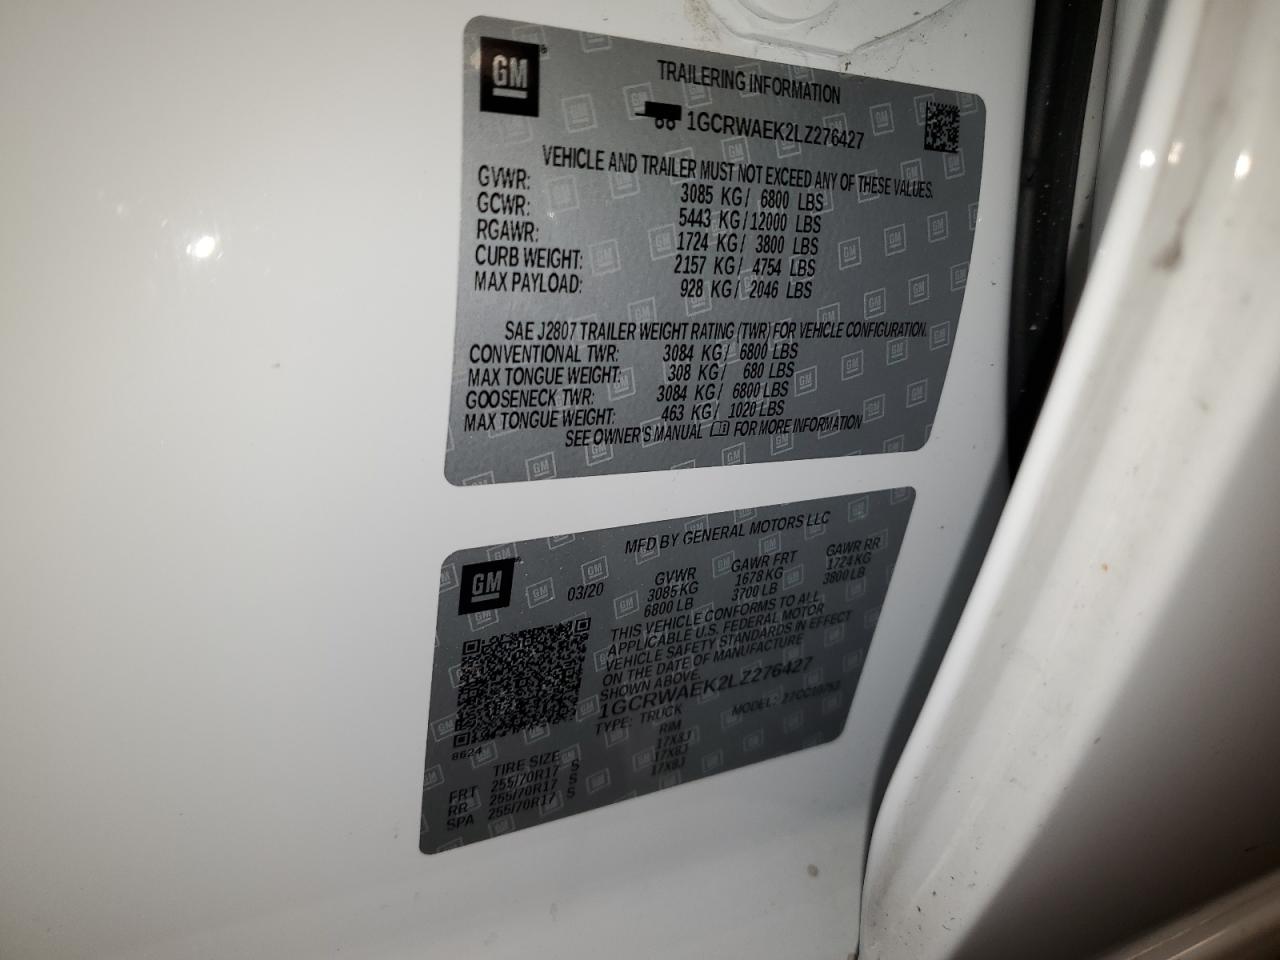 GM
TRAILERING INFORMATION
1GCRWAEK2LZ276427
VEHICLE AND TRAILER MUST NOT EXCEED ANY OF THESE VALUES.
GVWR: 3085 KG/ 6800 LBS
GCWR: 5443 KG/12000 LBS
RGAWR: 1724 KG/ 3800 LBS
CURB WEIGHT: 2157 KG/ 4754 LBS
MAX PAYLOAD: 928 KG/ 2046 LBS
SAE J2807 TRAILER WEIGHT RATING (TWR) FOR VEHICLE CONFIGURATION.
CONVENTIONAL TWR: 3084 KG/ 6800 LBS
MAX TONGUE WEIGHT: 308 KG/ 680 LBS
GOOSENECK TWR: 3084 KG/ 6800 LBS
MAX TONGUE WEIGHT: 463 KG/ 1020 LBS
SEE OWNER'S MANUAL FOR MORE INFORMATION
GM
MFD BY GENERAL MOTORS LLC
03/20 GVWR GAWR FRT GAWR RR
3085KG 1678KG 1724KG
6800 LB 3700 LB 3800 LB
THIS VEHICLE CONFORMS TO ALL
APPLICABLE U.S. FEDERAL MOTOR
VEHICLE SAFETY STANDARDS IN EFFECT
ON THE DATE OF MANUFACTURE
SHOWN ABOVE.
1GCRWAEK2LZ276427
TYPE: TRUCK MODEL:
8624
TIRE SIZE RIM
FRT 255/70R17 S 17X8J
RR 255/70R17 S 17X8J
SPA 255/70R17 S 17X8J